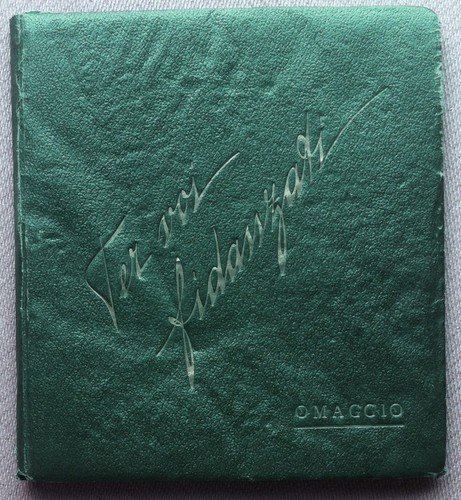 Per voi
fidanzati
OMAGGIO